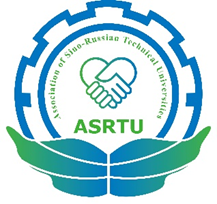 Association of Sino-Russian Technical Universities
ASRTU